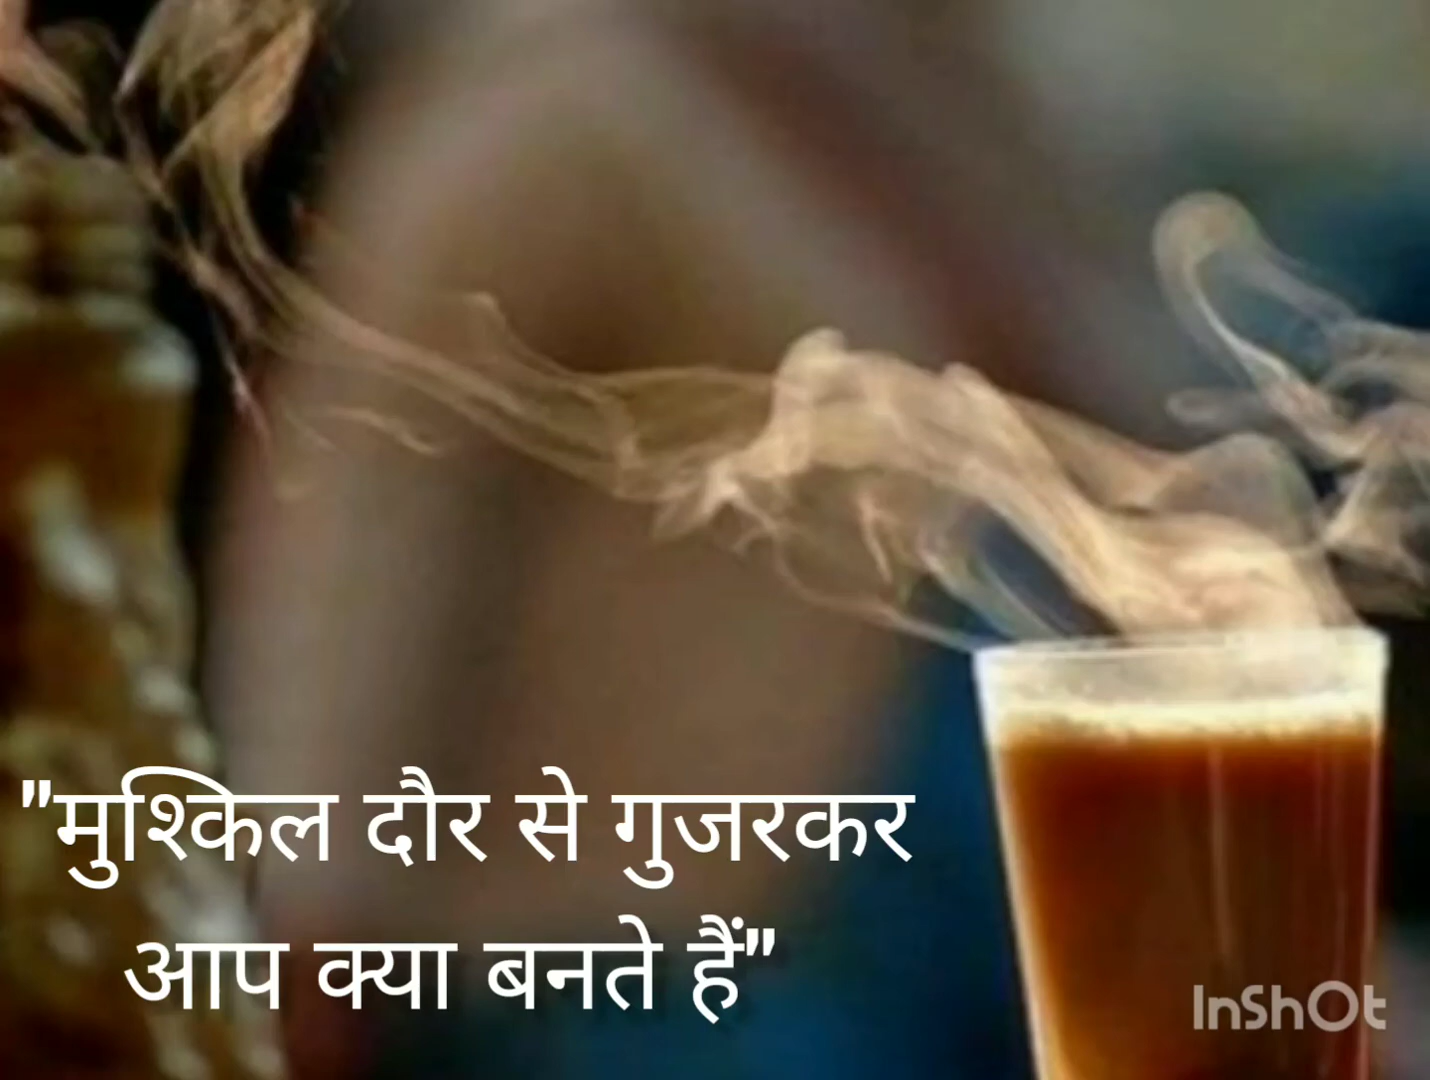 "मुश्किल दौर से गुजरकर
आप क्या बनते हैं"
InShOt